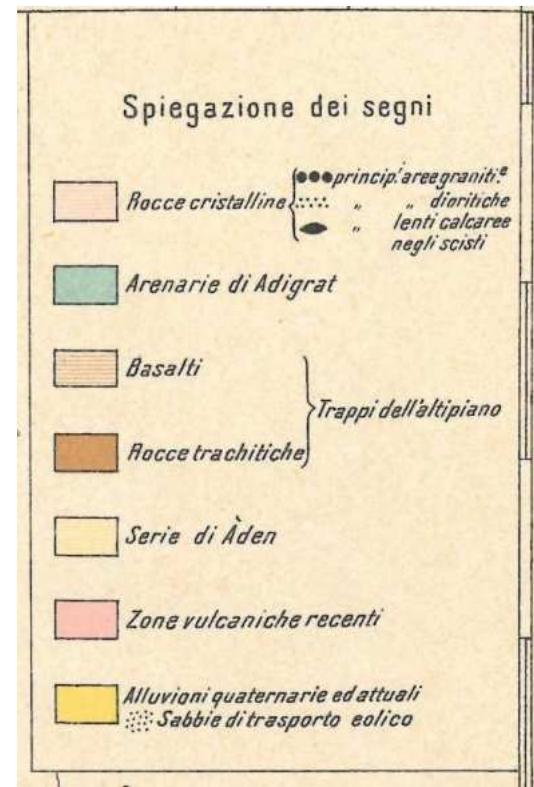 Spiegazione dei segni
Rocce cristalline
princip.ⁱ aree granitiᵉ.
„ „ dioritiche
„ lenti calcaree
negli scisti
Arenarie di Adigrat
Basalti
Rocce trachitiche
Trappi dell'altipiano
Serie di Àden
Zone vulcaniche recenti
Alluvioni quaternarie ed attuali
Sabbie di trasporto eolico